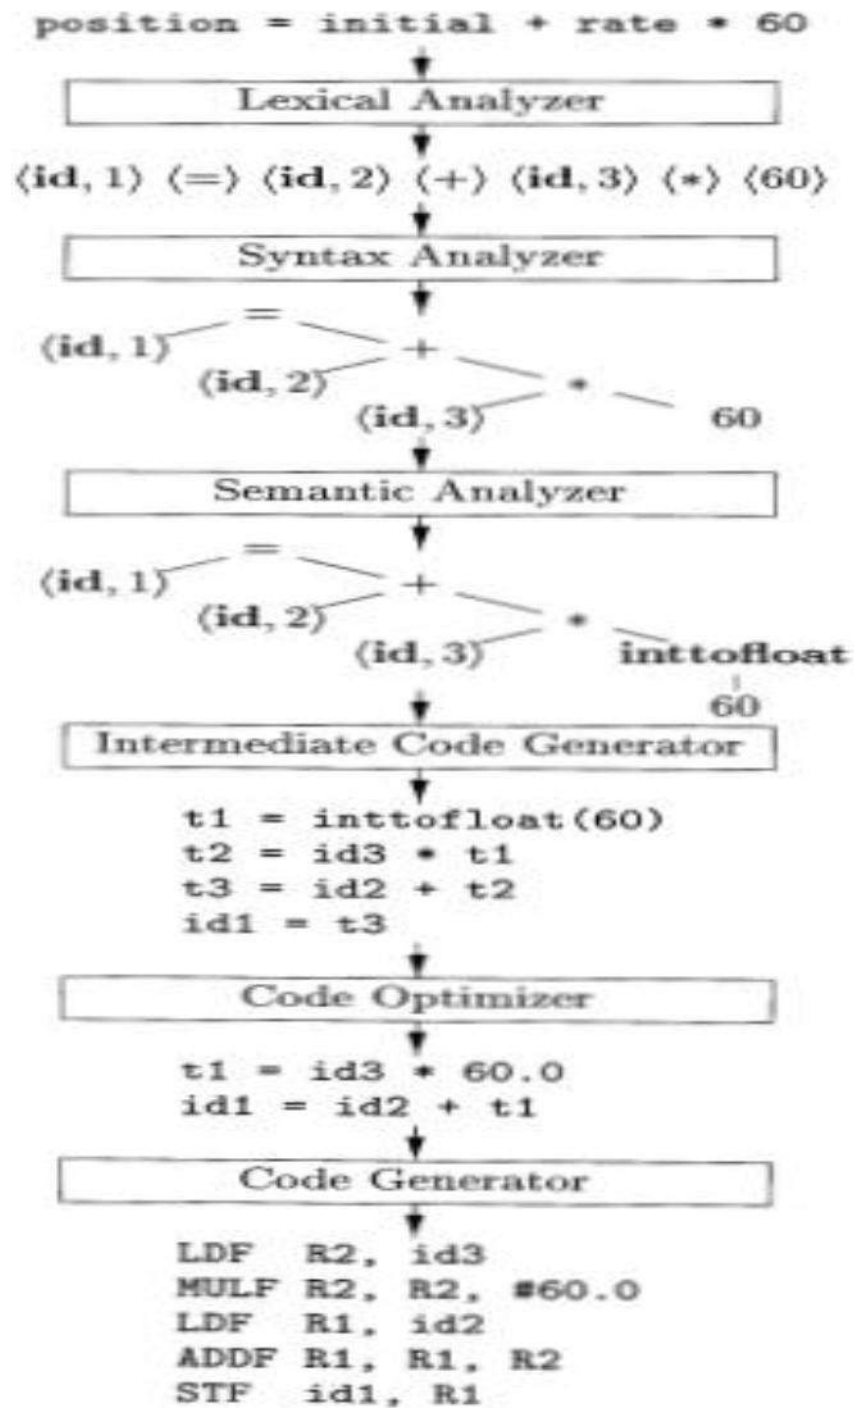 position = initial + rate * 60
Lexical Analyzer
⟨id, 1⟩ ⟨=⟩ ⟨id, 2⟩ ⟨+⟩ ⟨id, 3⟩ ⟨*⟩ ⟨60⟩
Syntax Analyzer
=
⟨id, 1⟩ +
⟨id, 2⟩ *
⟨id, 3⟩ 60
Semantic Analyzer
=
⟨id, 1⟩ +
⟨id, 2⟩ *
⟨id, 3⟩ inttofloat
60
Intermediate Code Generator
t1 = inttofloat(60)
t2 = id3 * t1
t3 = id2 + t2
id1 = t3
Code Optimizer
t1 = id3 * 60.0
id1 = id2 + t1
Code Generator
LDF R2, id3
MULF R2, R2, #60.0
LDF R1, id2
ADDF R1, R1, R2
STF id1, R1